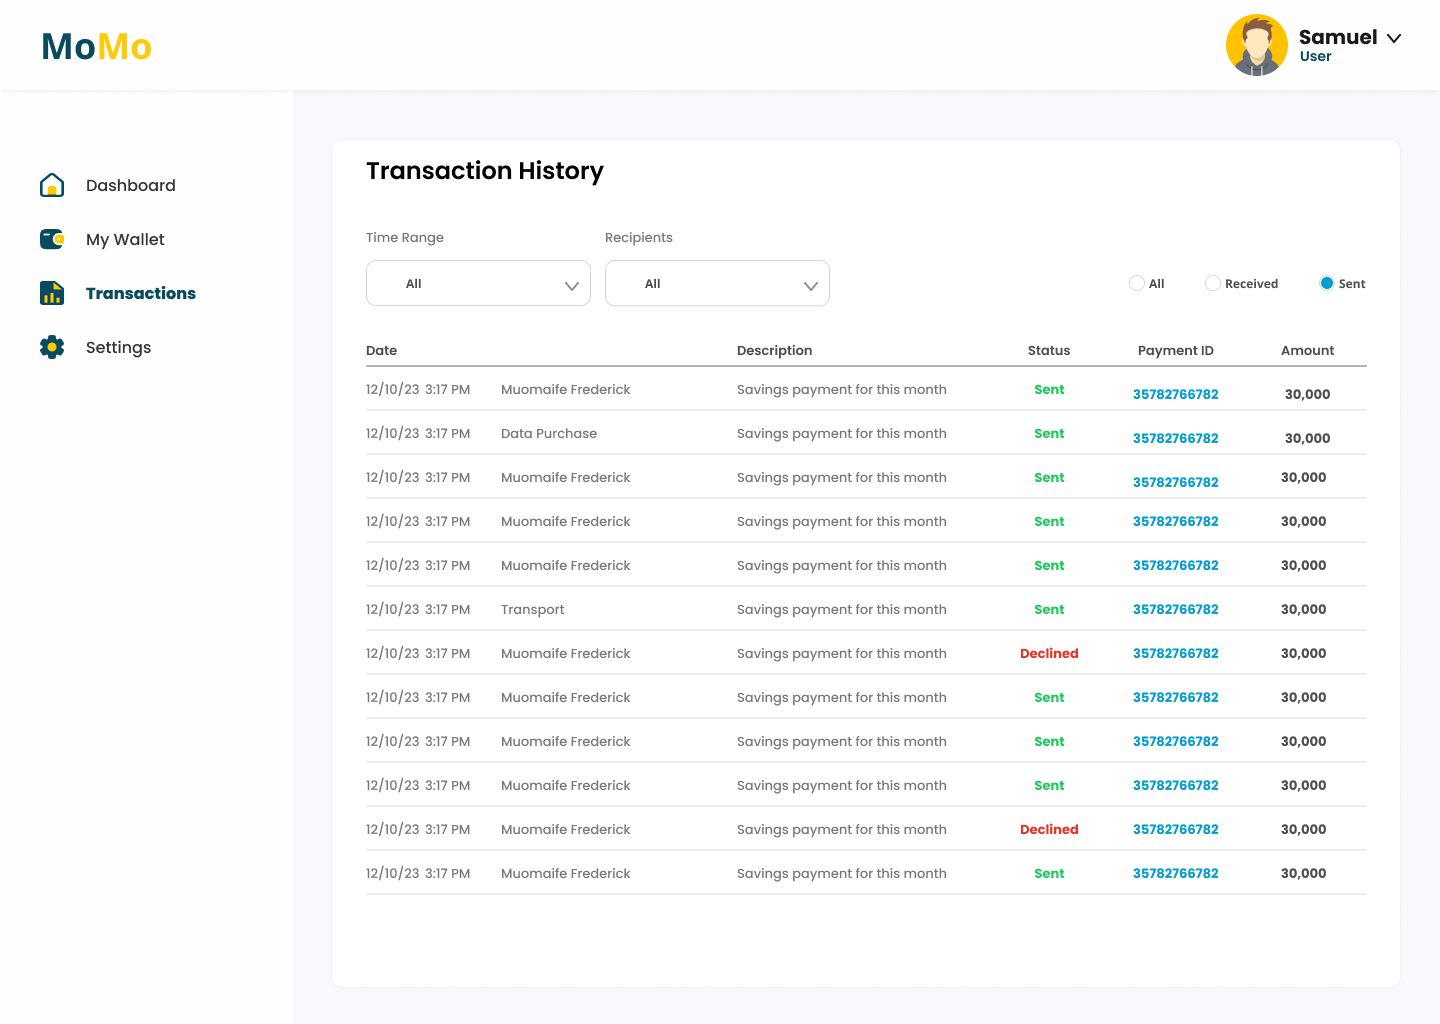 MoMo
Samuel
User
Dashboard
My Wallet
Transactions
Settings
Transaction History
Time Range Recipients
All All All Received Sent
Date Description Status Payment ID Amount
12/10/23 3:17 PM Muomaife Frederick Savings payment for this month Sent 35782766782 30,000
12/10/23 3:17 PM Data Purchase Savings payment for this month Sent 35782766782 30,000
12/10/23 3:17 PM Muomaife Frederick Savings payment for this month Sent 35782766782 30,000
12/10/23 3:17 PM Muomaife Frederick Savings payment for this month Sent 35782766782 30,000
12/10/23 3:17 PM Muomaife Frederick Savings payment for this month Sent 35782766782 30,000
12/10/23 3:17 PM Transport Savings payment for this month Sent 35782766782 30,000
12/10/23 3:17 PM Muomaife Frederick Savings payment for this month Declined 35782766782 30,000
12/10/23 3:17 PM Muomaife Frederick Savings payment for this month Sent 35782766782 30,000
12/10/23 3:17 PM Muomaife Frederick Savings payment for this month Sent 35782766782 30,000
12/10/23 3:17 PM Muomaife Frederick Savings payment for this month Sent 35782766782 30,000
12/10/23 3:17 PM Muomaife Frederick Savings payment for this month Declined 35782766782 30,000
12/10/23 3:17 PM Muomaife Frederick Savings payment for this month Sent 35782766782 30,000